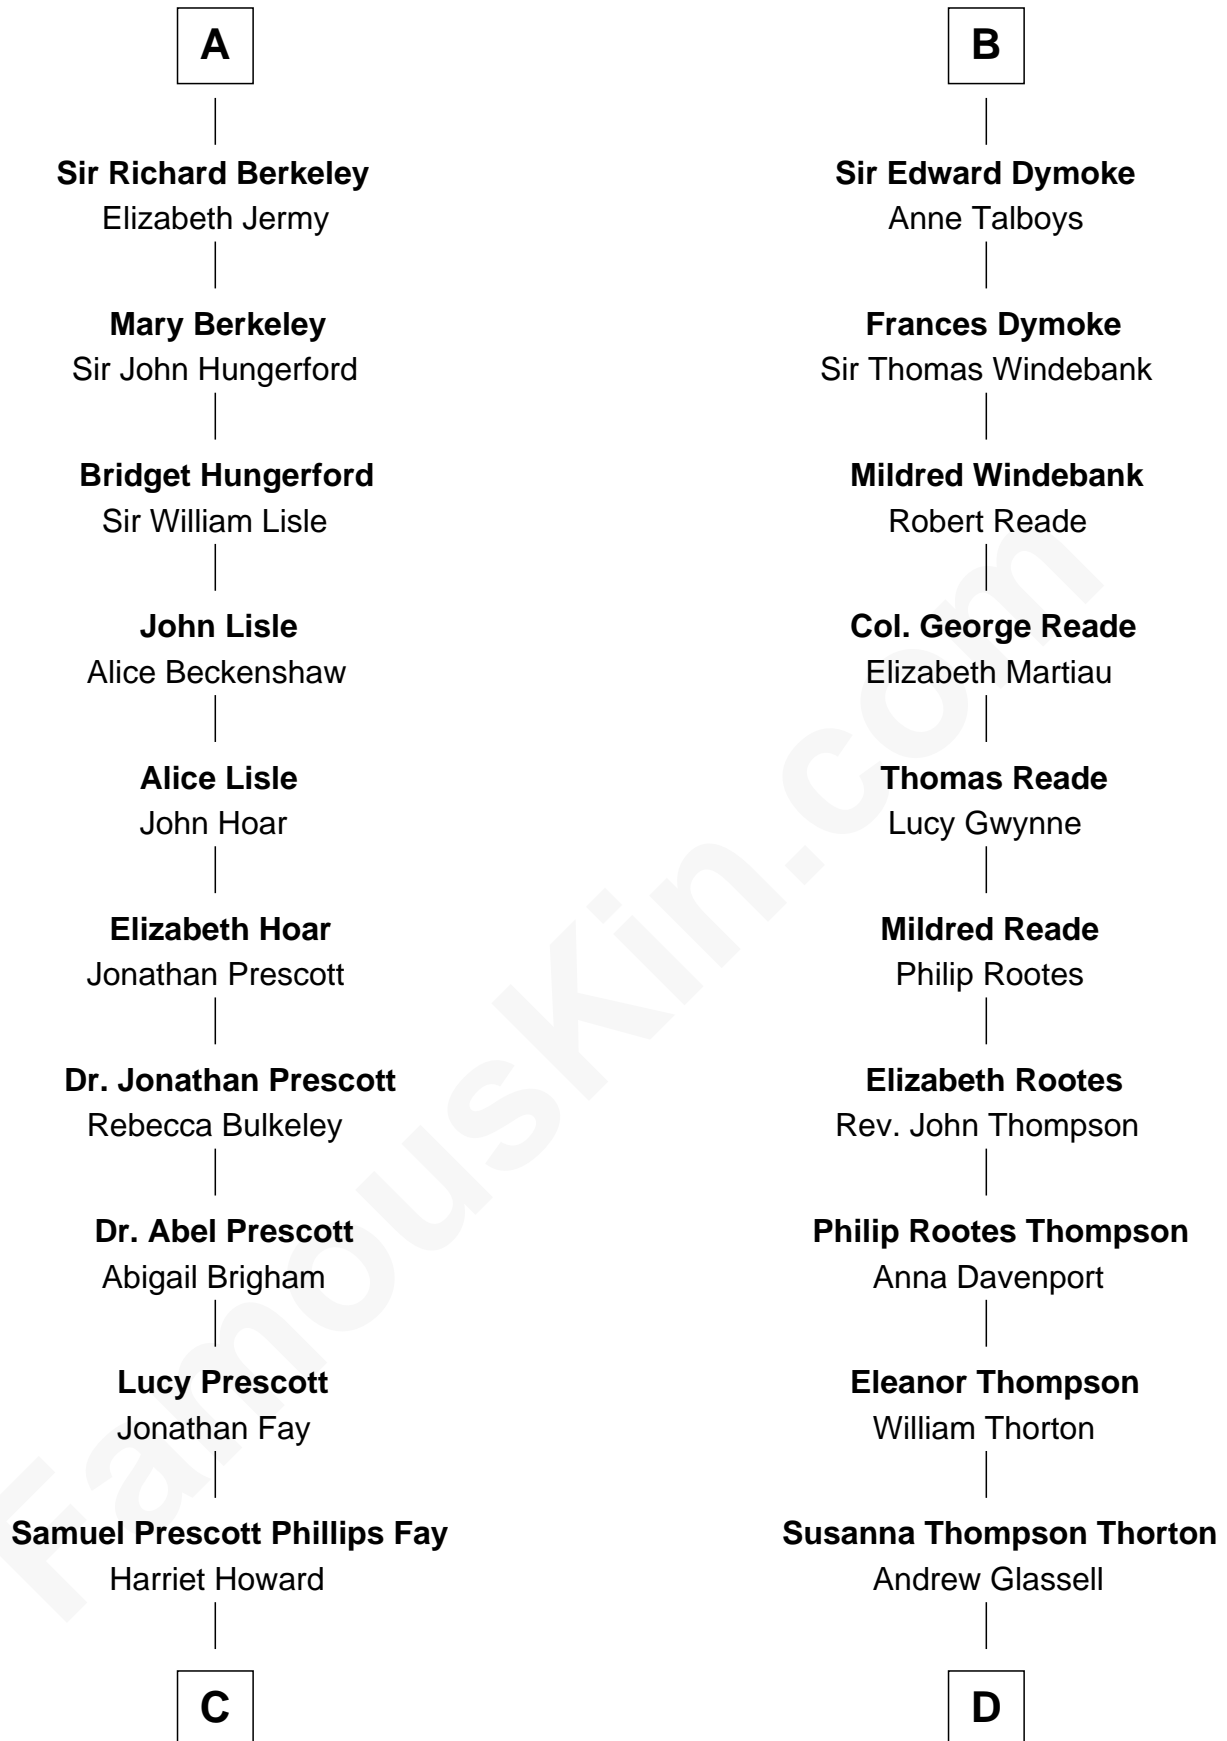 A
Sir Richard Berkeley
Elizabeth Jermy
Mary Berkeley
Sir John Hungerford
Bridget Hungerford
Sir William Lisle
John Lisle
Alice Beckenshaw
Alice Lisle
John Hoar
Elizabeth Hoar
Jonathan Prescott
Dr. Jonathan Prescott
Rebecca Bulkeley
Dr. Abel Prescott
Abigail Brigham
Lucy Prescott
Jonathan Fay
Samuel Prescott Phillips Fay
Harriet Howard
C
B
Sir Edward Dymoke
Anne Talboys
Frances Dymoke
Sir Thomas Windebank
Mildred Windebank
Robert Reade
Col. George Reade
Elizabeth Martiau
Thomas Reade
Lucy Gwynne
Mildred Reade
Philip Rootes
Elizabeth Rootes
Rev. John Thompson
Philip Rootes Thompson
Anna Davenport
Eleanor Thompson
William Thorton
Susanna Thompson Thorton
Andrew Glassell
D
FamousKin.com